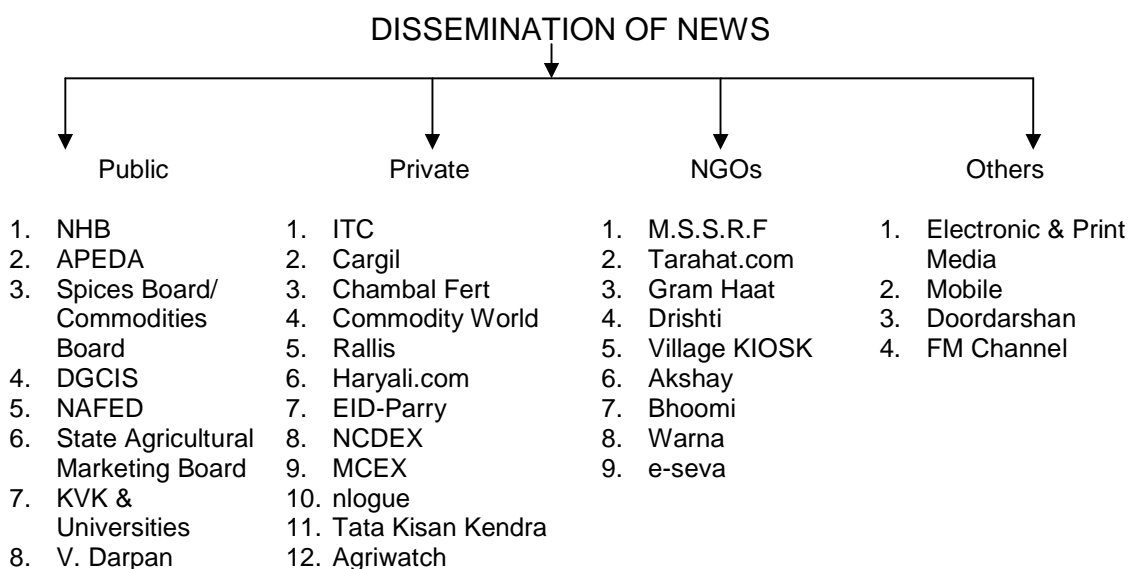 DISSEMINATION OF NEWS
Public
1. NHB
2. APEDA
3. Spices Board/
Commodities
Board
4. DGCIS
5. NAFED
6. State Agricultural
Marketing Board
7. KVK &
Universities
8. V. Darpan
Private
1. ITC
2. Cargil
3. Chambal Fert
4. Commodity World
5. Rallis
6. Haryali.com
7. EID-Parry
8. NCDEX
9. MCEX
10. nlogue
11. Tata Kisan Kendra
12. Agriwatch
NGOs
1. M.S.S.R.F
2. Tarahat.com
3. Gram Haat
4. Drishti
5. Village KIOSK
6. Akshay
7. Bhoomi
8. Warna
9. e-seva
Others
1. Electronic & Print
Media
2. Mobile
3. Doordarshan
4. FM Channel